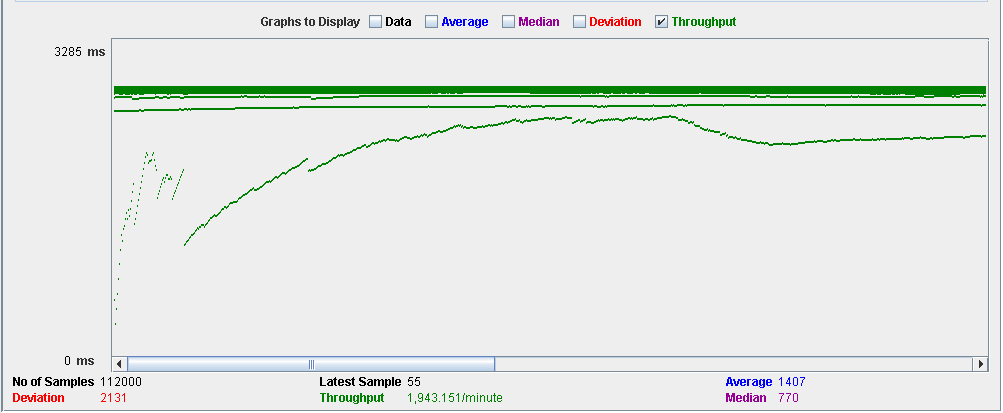 Graphs to Display Data Average Median Deviation Throughput
3285 ms
0 ms
No of Samples 112000 Latest Sample 55 Average 1407
Deviation 2131 Throughput 1,943.151/minute Median 770